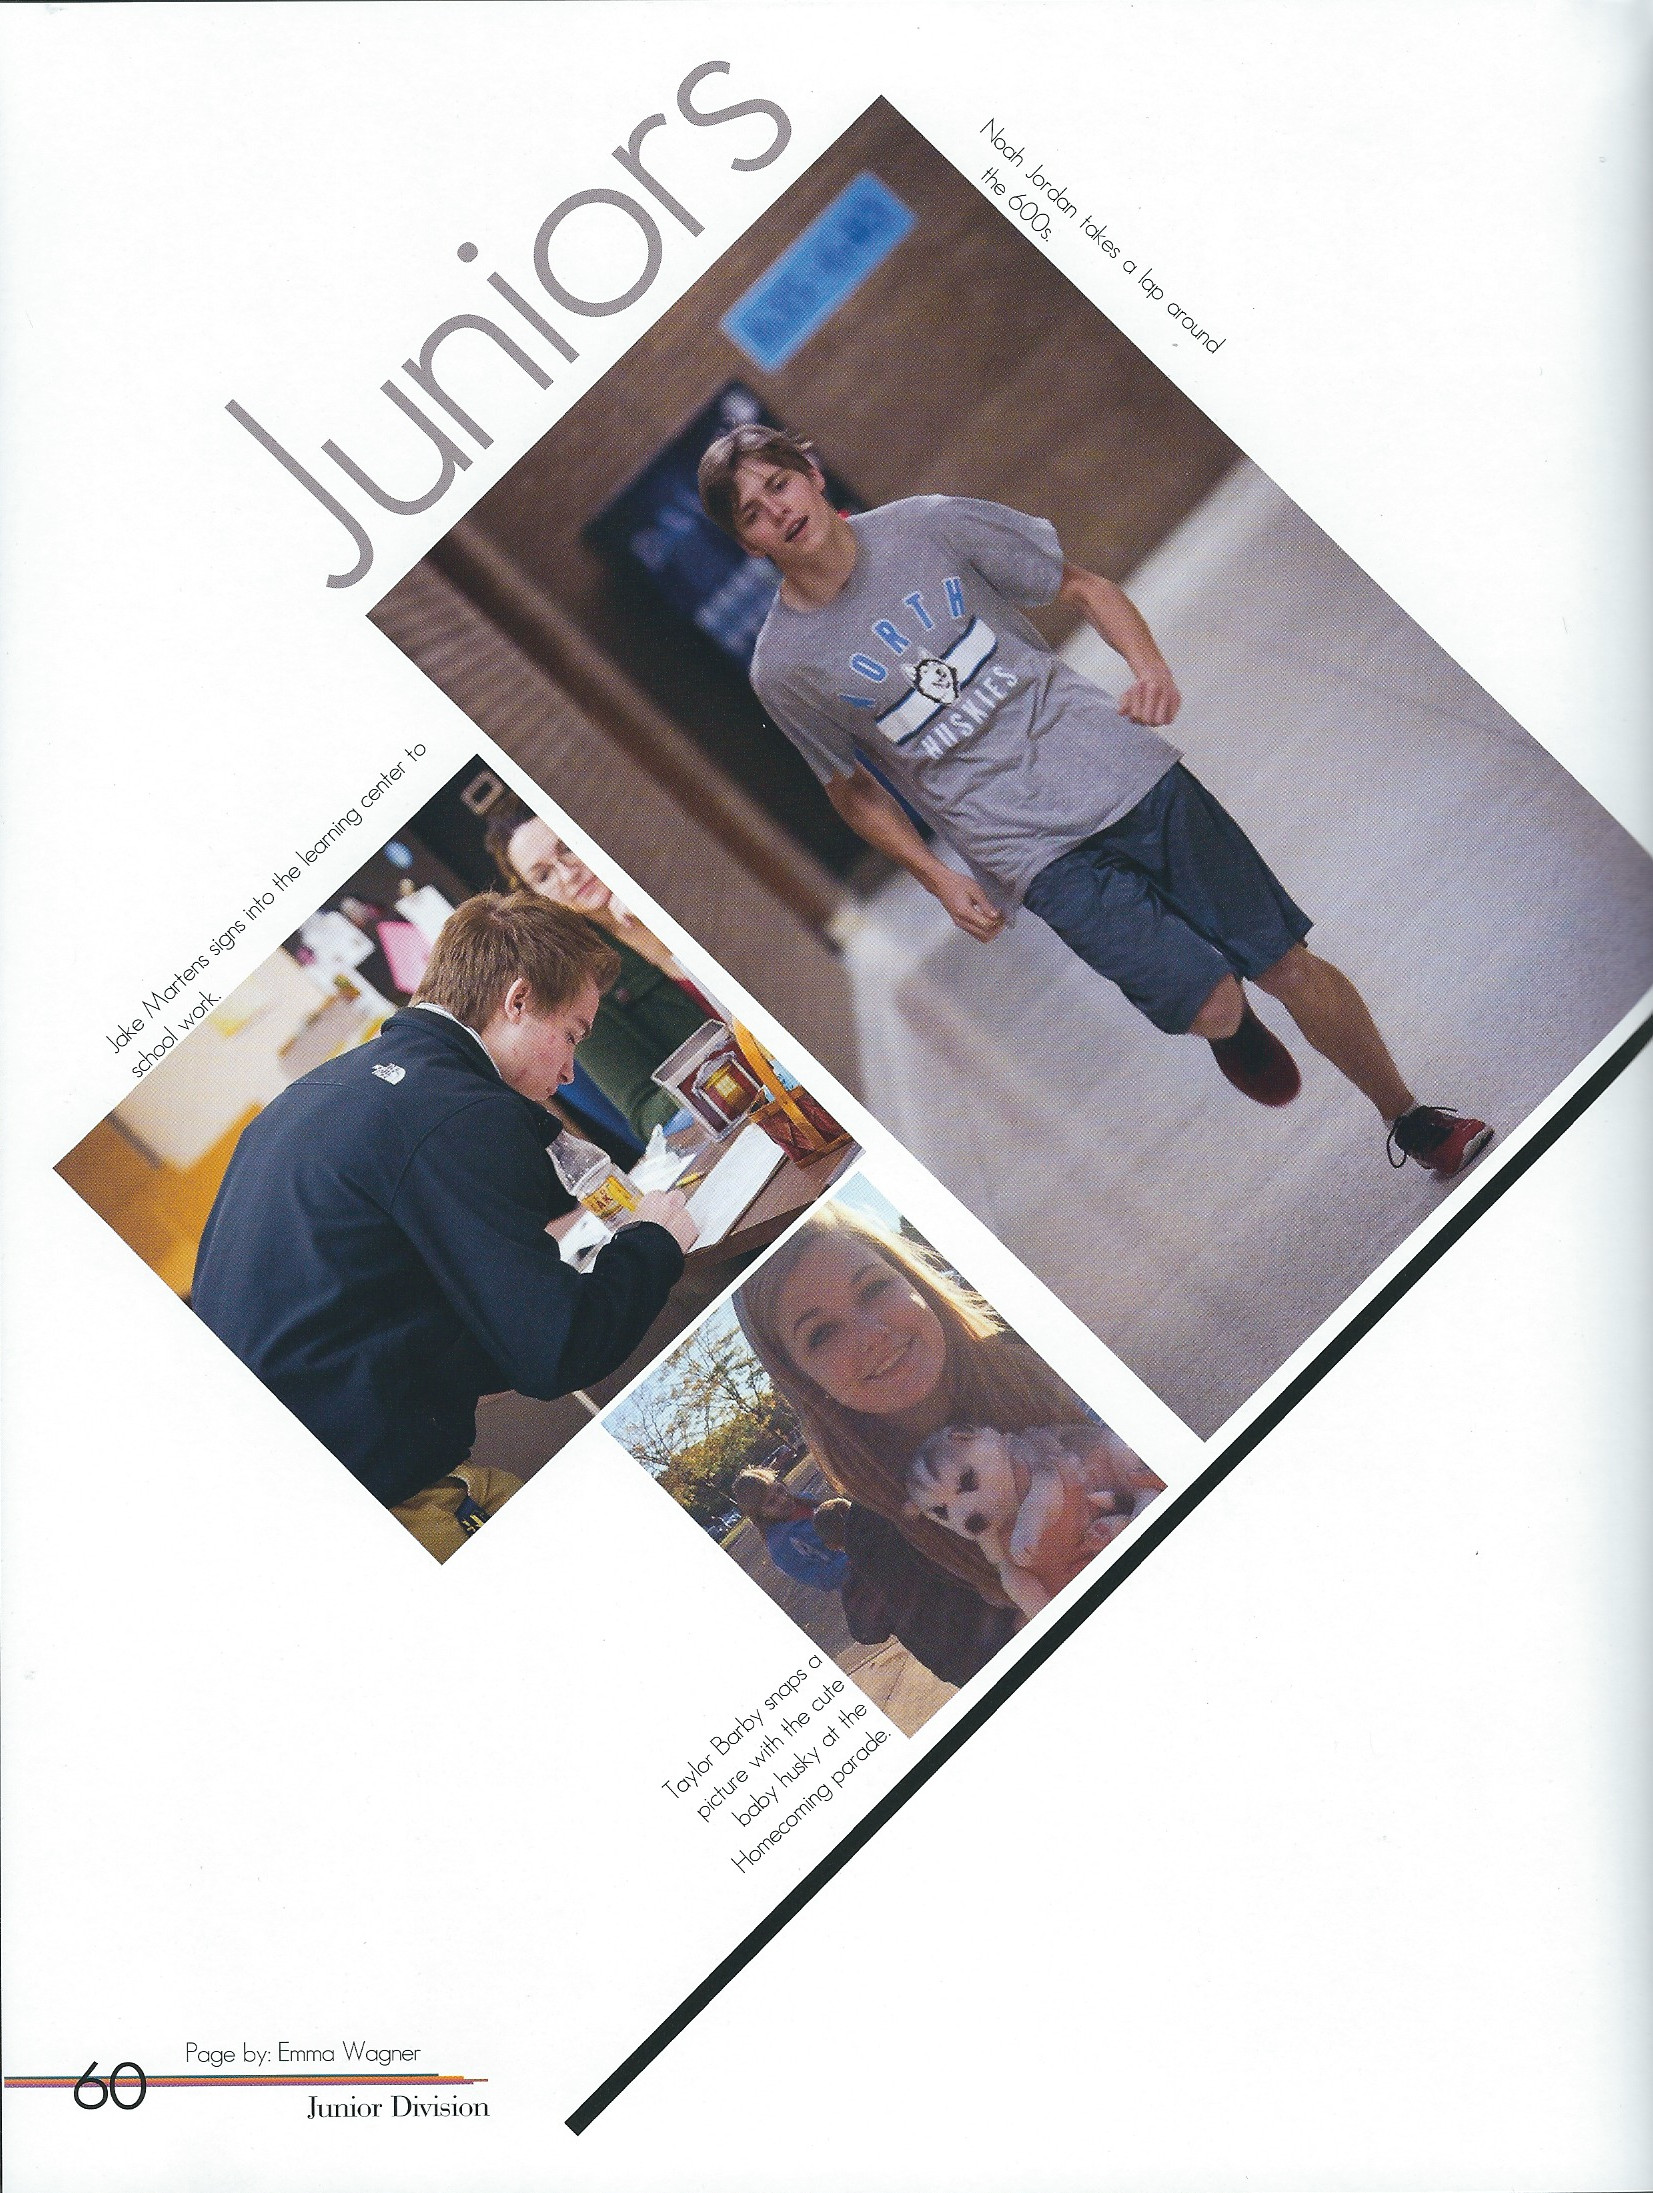 Juniors
Noah Jordan takes a lap around
the 600s.
NORTH
HUSKIES
Jake Martens signs into the learning center to
school work.
Taylor Barby snaps a
picture with the cute
baby husky at the
Homecoming parade.
Page by: Emma Wagner
60
Junior Division